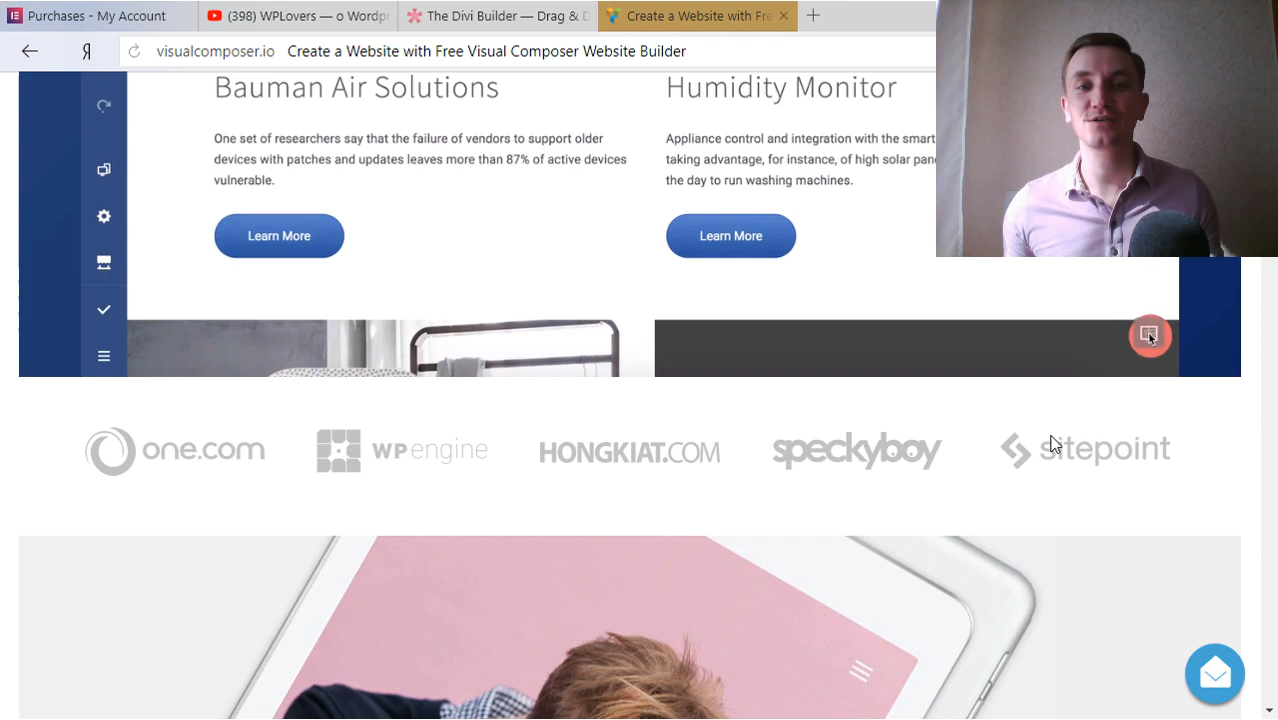 Purchases - My Account
(398) WPLovers — о Wordpr
The Divi Builder — Drag & D
Create a Website with Fre
Я
visualcomposer.io Create a Website with Free Visual Composer Website Builder
Bauman Air Solutions
One set of researchers say that the failure of vendors to support older
devices with patches and updates leaves more than 87% of active devices
vulnerable.
Learn More
Humidity Monitor
Appliance control and integration with the smart
taking advantage, for instance, of high solar pane
the day to run washing machines.
Learn More
one.com
WP engine
HONGKIAT.COM
speckyboy
sitepoint